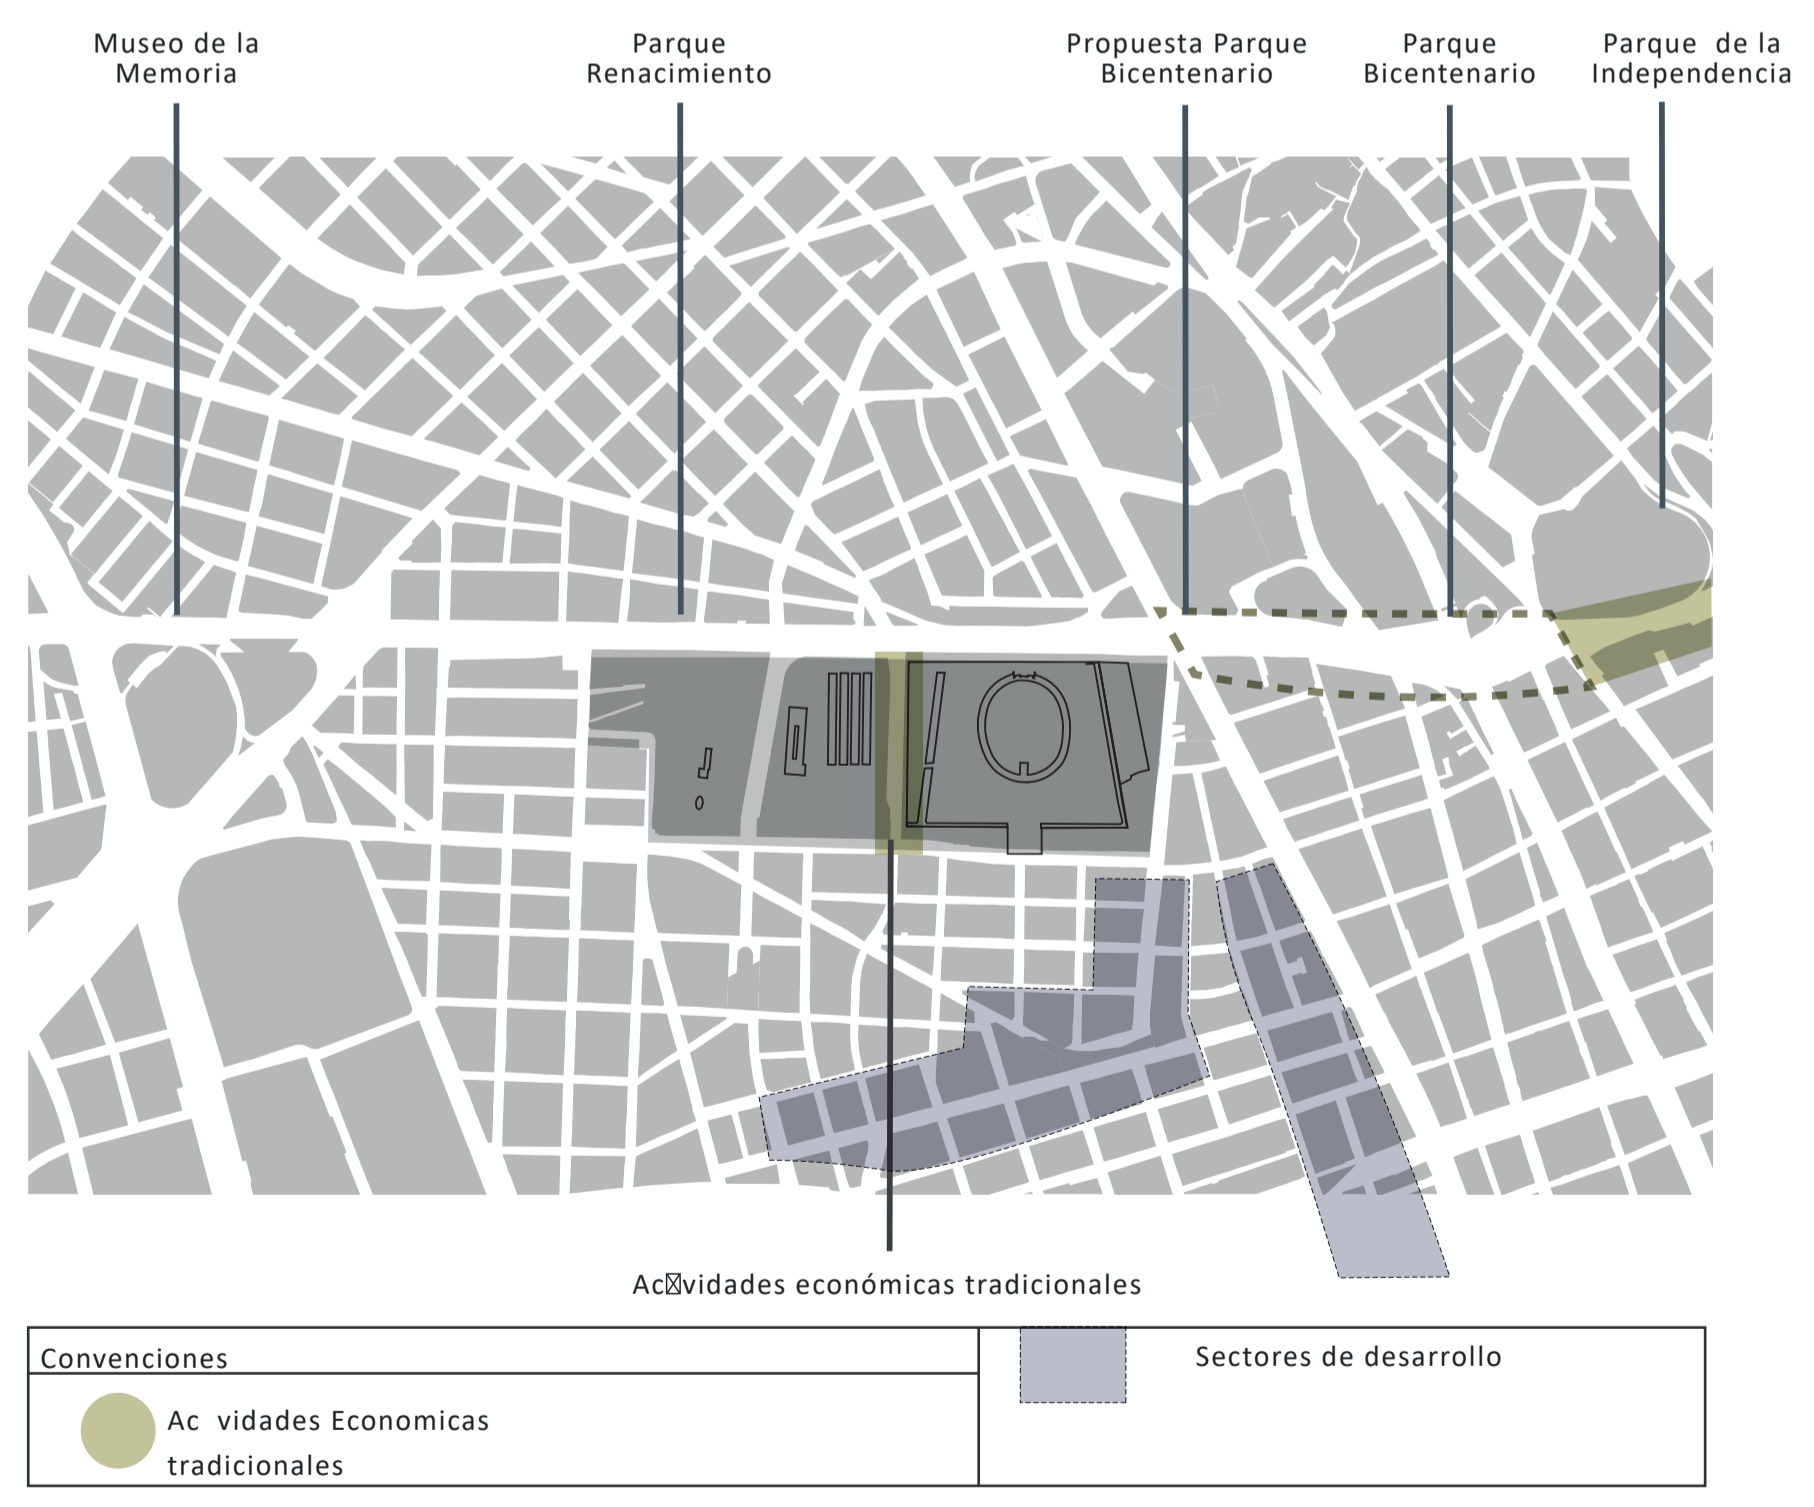 Museo de la
Memoria
Parque
Renacimiento
Propuesta Parque
Bicentenario
Parque
Bicentenario
Parque de la
Independencia
Ac☒vidades económicas tradicionales
Convenciones
Ac vidades Economicas
tradicionales
Sectores de desarrollo